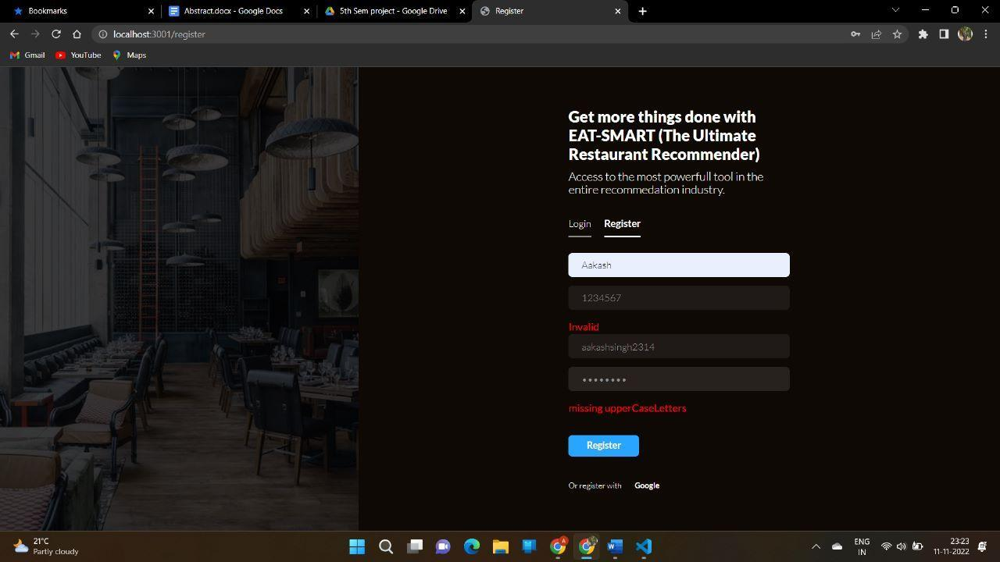 Bookmarks
Abstract.docx - Google Docs
5th Sem project - Google Drive
Register
localhost:3001/register
Gmail
YouTube
Maps
Get more things done with
EAT-SMART (The Ultimate
Restaurant Recommender)
Access to the most powerfull tool in the
entire recommedation industry.
Login
Register
Aakash
1234567
Invalid
aakashsingh2314
••••••••
missing upperCaseLetters
Register
Or register with Google
21°C
Partly cloudy
A
ENG
IN
23:23
11-11-2022